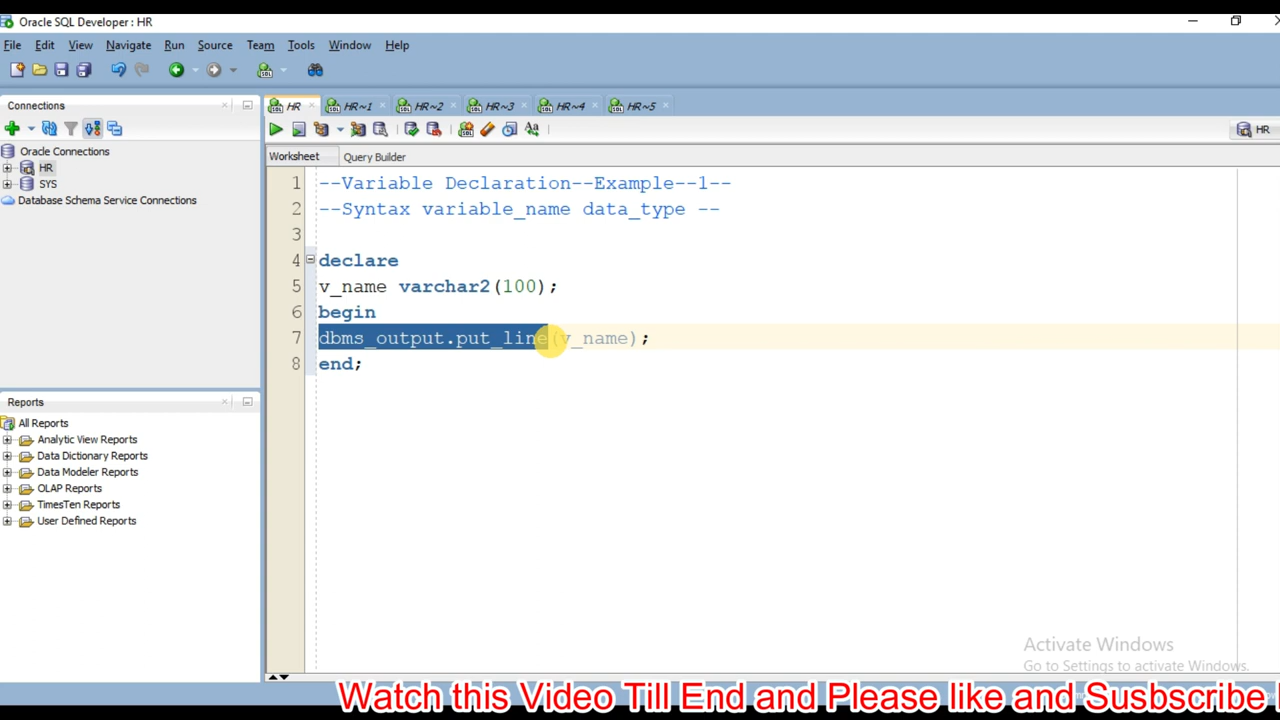 Oracle SQL Developer : HR
File Edit View Navigate Run Source Team Tools Window Help
Connections
Oracle Connections
HR
SYS
Database Schema Service Connections
Reports
All Reports
Analytic View Reports
Data Dictionary Reports
Data Modeler Reports
OLAP Reports
TimesTen Reports
User Defined Reports
HR HR~1 HR~2 HR~3 HR~4 HR~5
HR
Worksheet Query Builder
1 --Variable Declaration--Example--1--
2 --Syntax variable_name data_type --
3
4 declare
5 v_name varchar2(100);
6 begin
7 dbms_output.put_line(v_name);
8 end;
Activate Windows
Go to Settings to activate Windows.
Watch this Video Till End and Please like and Susbscribe